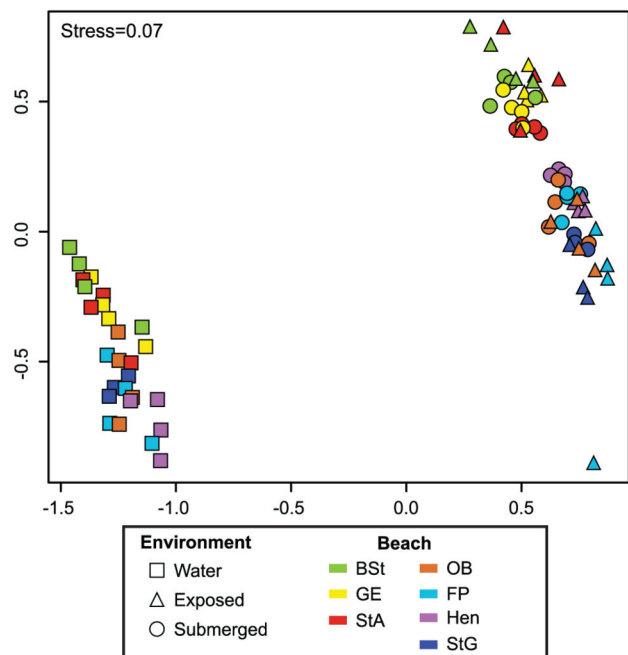 Stress=0.07
0.5
0.0
-0.5
-1.5 -1.0 -0.5 0.0 0.5
Environment Beach
Water BSt OB
Exposed GE FP
Submerged StA Hen
StG